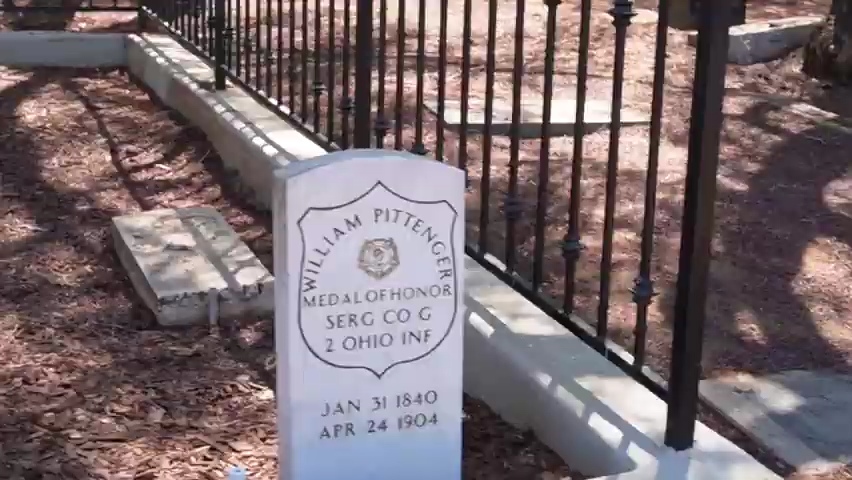 WILLIAM PITTENGER
MEDAL OF HONOR
SERG CO G
2 OHIO INF
JAN 31 1840
APR 24 1904